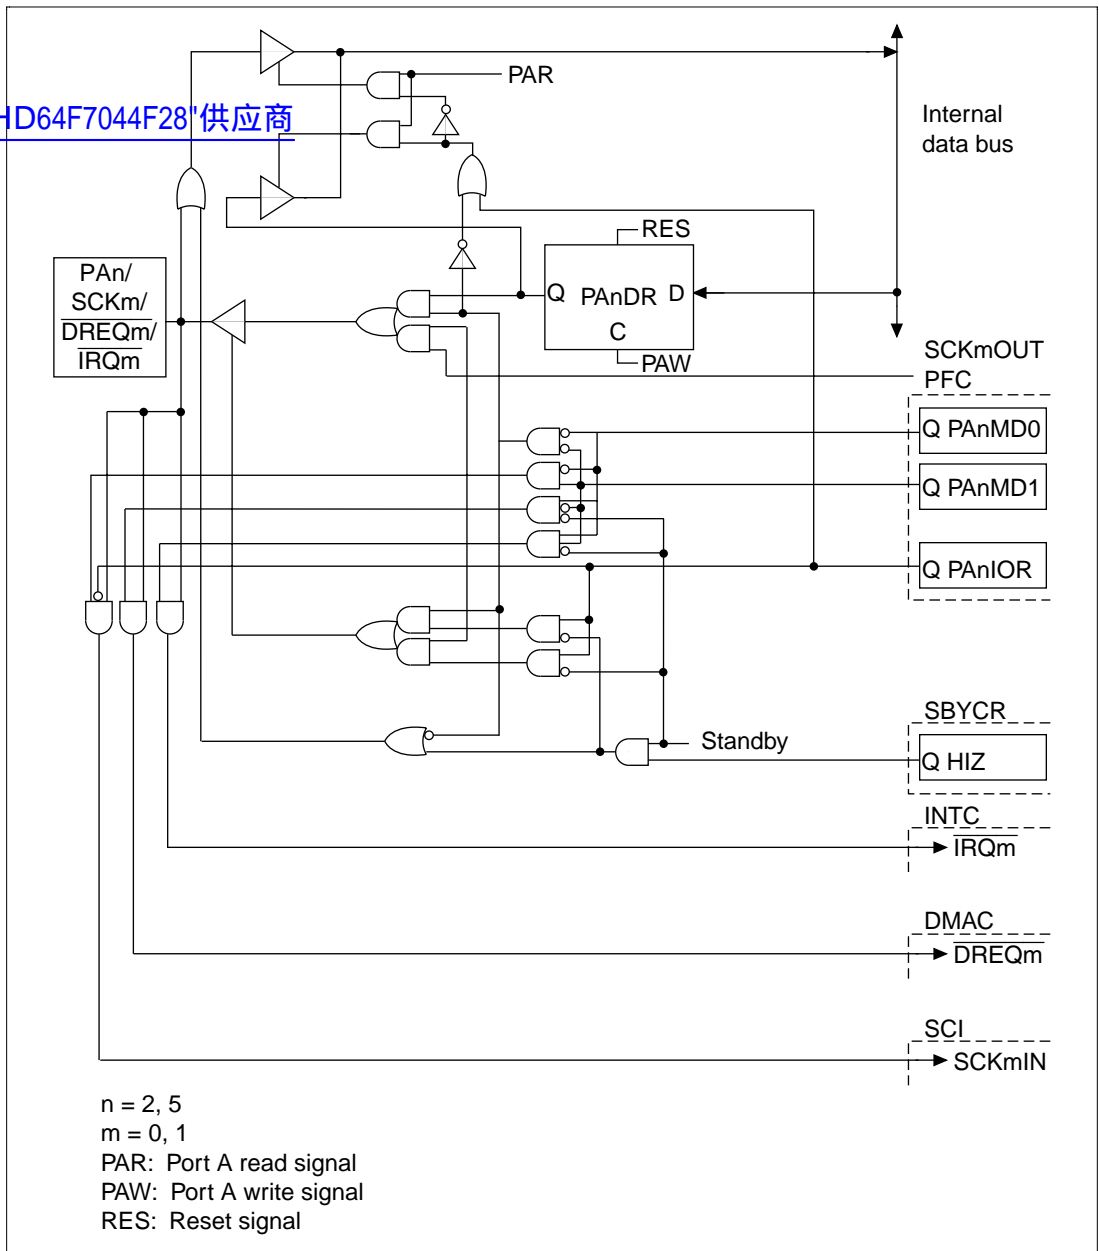 PAR
HD64F7044F28"供应商
Internal
data bus
RES
PAn/
SCKm/
DREQm/
IRQm
Q PAnDR D
C
PAW
SCKmOUT
PFC
Q PAnMD0
Q PAnMD1
Q PAnIOR
SBYCR
Standby
Q HIZ
INTC
IRQm
DMAC
DREQm
SCI
SCKmIN
n = 2, 5
m = 0, 1
PAR: Port A read signal
PAW: Port A write signal
RES: Reset signal